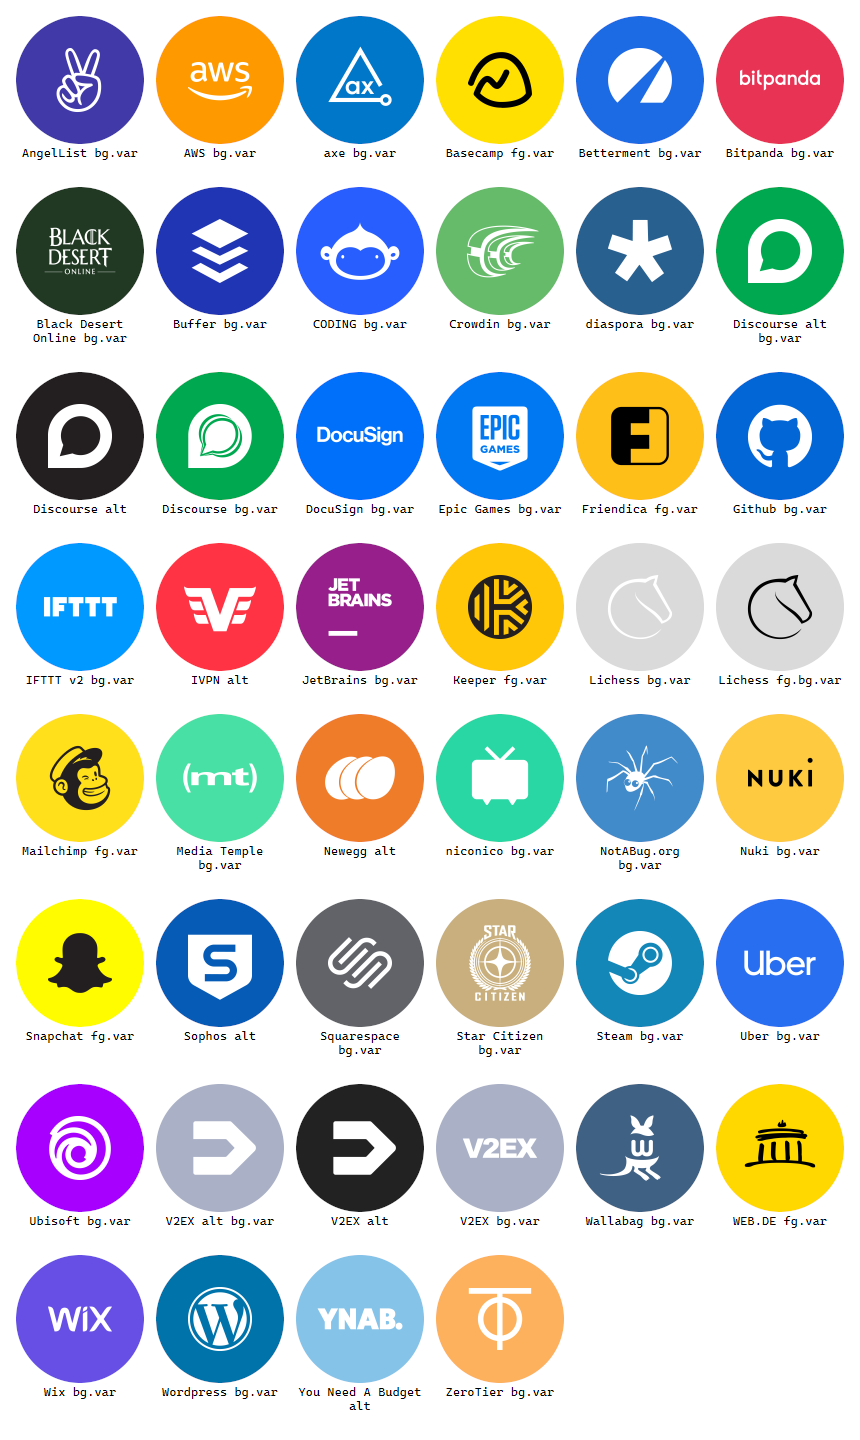 aws
ax
bitpanda
AngelList bg.var
AWS bg.var
axe bg.var
Basecamp fg.var
Betterment bg.var
Bitpanda bg.var
BLACK
DESERT
ONLINE
Black Desert
Online bg.var
Buffer bg.var
CODING bg.var
Crowdin bg.var
diaspora bg.var
Discourse alt
bg.var
DocuSign
EPIC
GAMES
F
Discourse alt
Discourse bg.var
DocuSign bg.var
Epic Games bg.var
Friendica fg.var
Github bg.var
IFTTT
V
JET
BRAINS
K
IFTTT v2 bg.var
IVPN alt
JetBrains bg.var
Keeper fg.var
Lichess bg.var
Lichess fg.bg.var
(mt)
NUKi
Mailchimp fg.var
Media Temple
bg.var
Newegg alt
niconico bg.var
NotABug.org
bg.var
Nuki bg.var
S
STAR
CITIZEN
Uber
Snapchat fg.var
Sophos alt
Squarespace
bg.var
Star Citizen
bg.var
Steam bg.var
Uber bg.var
V2EX
W
Ubisoft bg.var
V2EX alt bg.var
V2EX alt
V2EX bg.var
Wallabag bg.var
WEB.DE fg.var
WiX
W
YNAB.
Wix bg.var
Wordpress bg.var
You Need A Budget
alt
ZeroTier bg.var